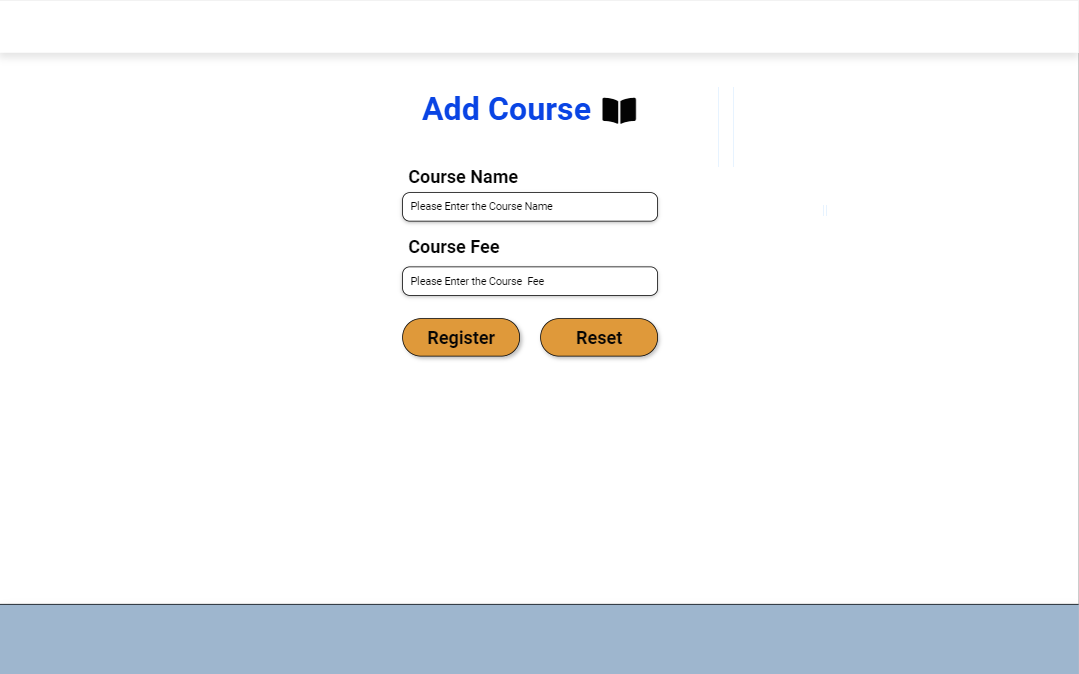 Add Course
Course Name
Please Enter the Course Name
Course Fee
Please Enter the Course  Fee
Register
Reset